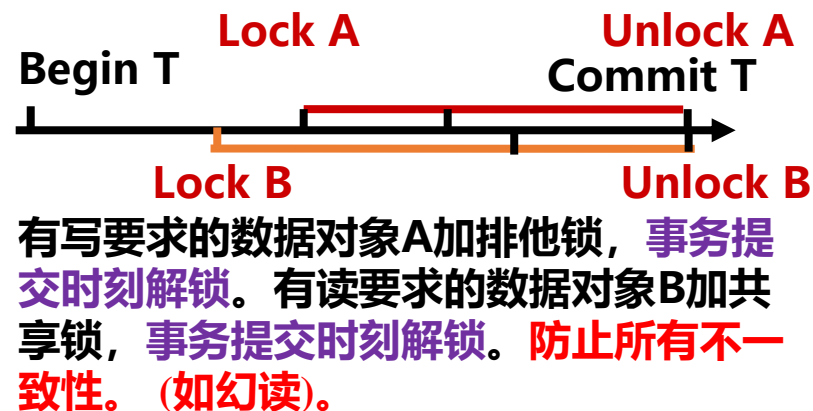 Lock A Unlock A
Begin T Commit T
Lock B Unlock B
有写要求的数据对象A加排他锁，事务提
交时刻解锁。有读要求的数据对象B加共
享锁，事务提交时刻解锁。防止所有不一
致性。 (如幻读)。